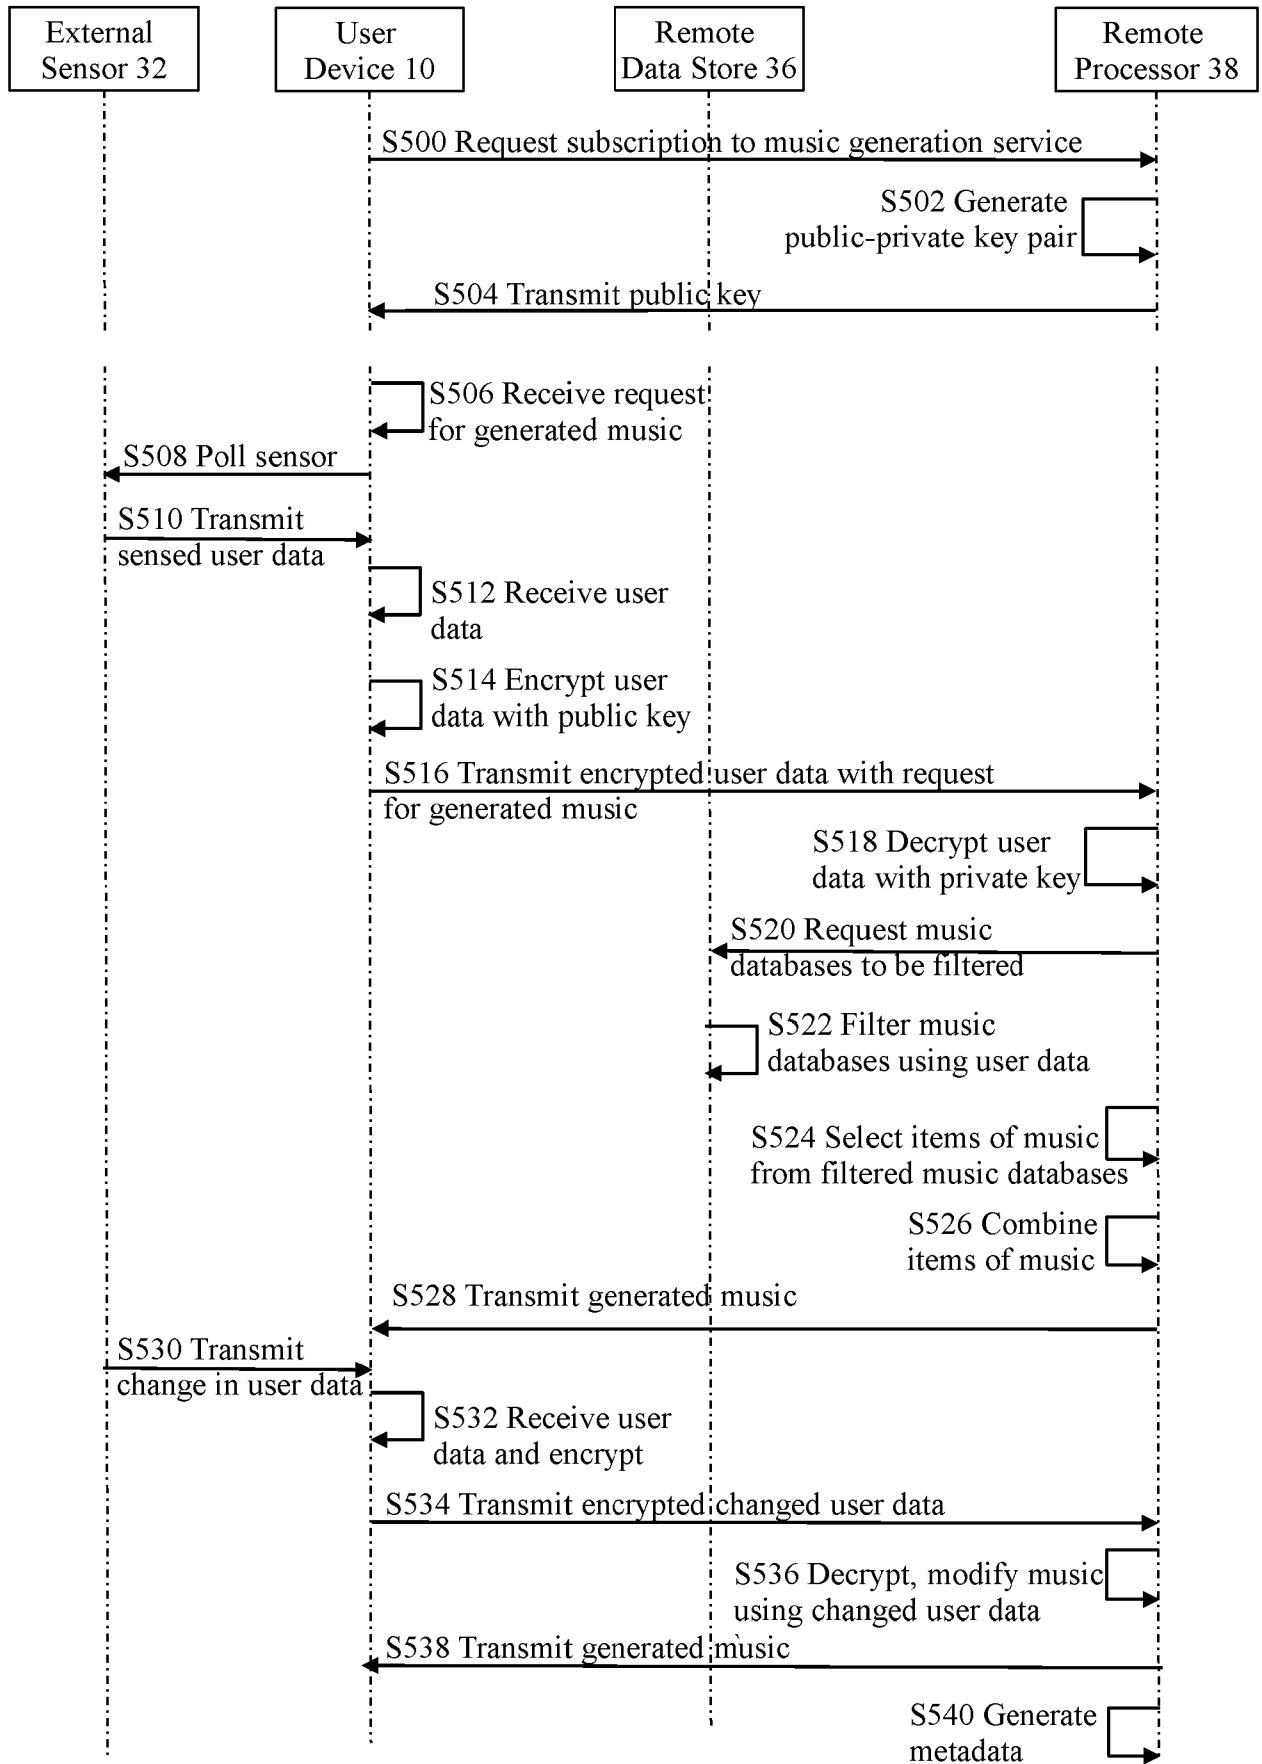 External
Sensor 32
User
Device 10
Remote
Data Store 36
Remote
Processor 38
S500 Request subscription to music generation service
S502 Generate
public-private key pair
S504 Transmit public key
S506 Receive request
for generated music
S508 Poll sensor
S510 Transmit
sensed user data
S512 Receive user
data
S514 Encrypt user
data with public key
S516 Transmit encrypted user data with request
for generated music
S518 Decrypt user
data with private key
S520 Request music
databases to be filtered
S522 Filter music
databases using user data
S524 Select items of music
from filtered music databases
S526 Combine
items of music
S528 Transmit generated music
S530 Transmit
change in user data
S532 Receive user
data and encrypt
S534 Transmit encrypted changed user data
S536 Decrypt, modify music
using changed user data
S538 Transmit generated music
S540 Generate
metadata